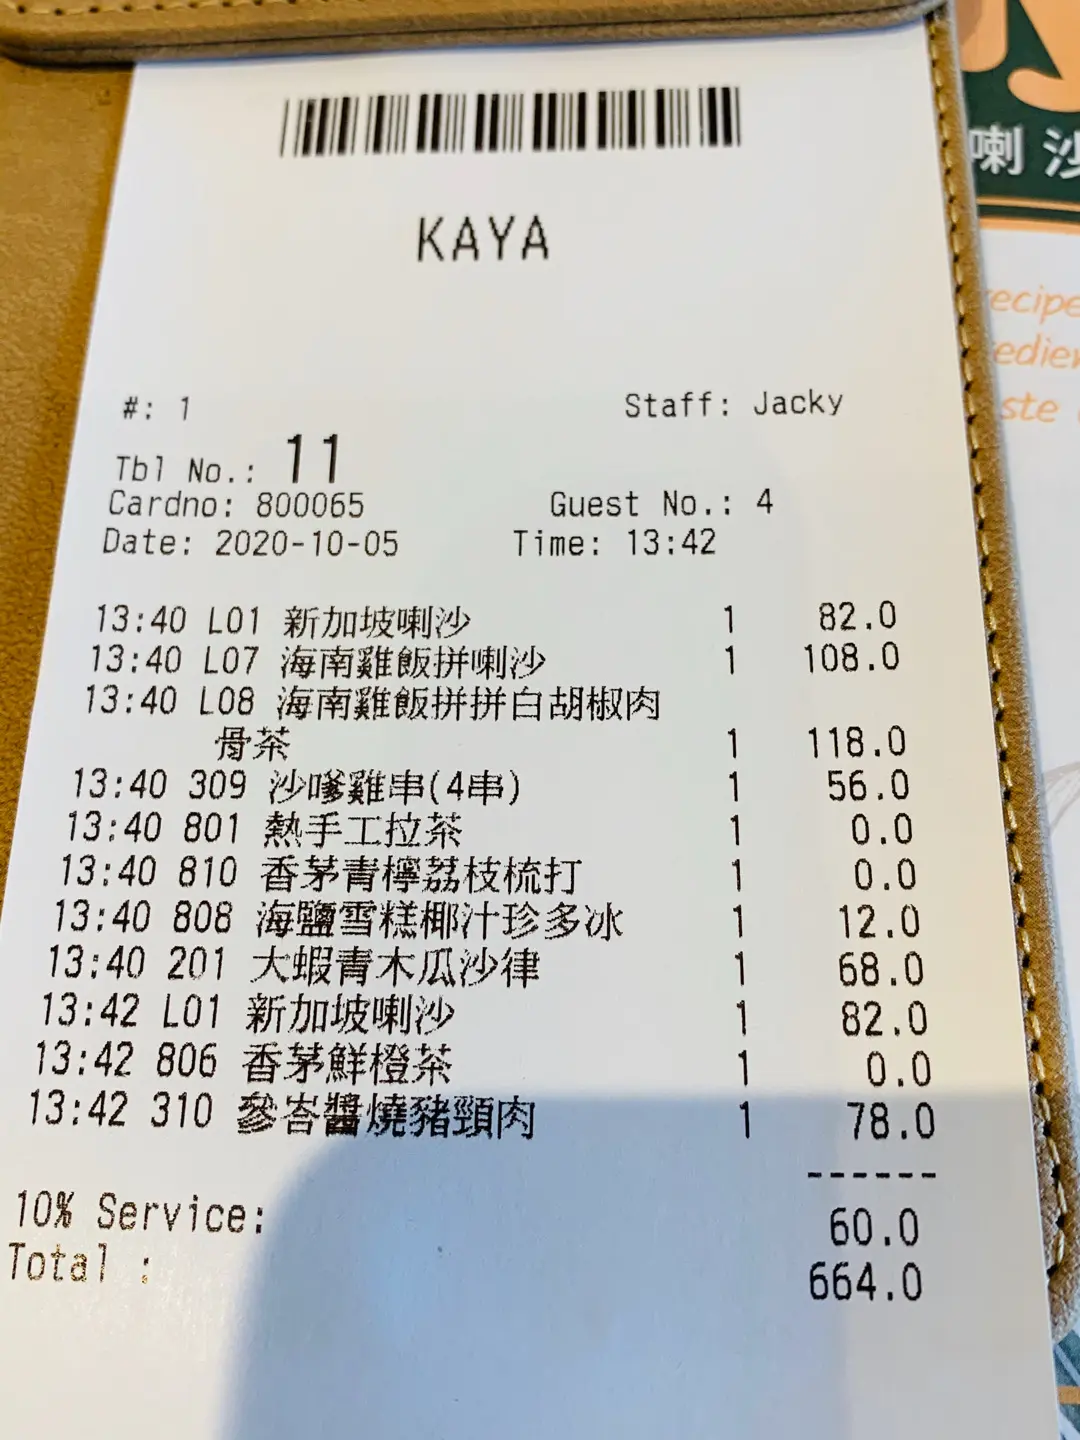 KAYA
#: 1 Staff: Jacky
Tbl No.: 11
Cardno: 800065 Guest No.: 4
Date: 2020-10-05 Time: 13:42
13:40 L01 新加坡喇沙 1 82.0
13:40 L07 海南雞飯拼喇沙 1 108.0
13:40 L08 海南雞飯拼拼白胡椒肉
骨茶 1 118.0
13:40 309 沙嗲雞串(4串) 1 56.0
13:40 801 熱手工拉茶 1 0.0
13:40 810 香茅青檸荔枝梳打 1 0.0
13:40 808 海鹽雪糕椰汁珍多冰 1 12.0
13:40 201 大蝦青木瓜沙律 1 68.0
13:42 L01 新加坡喇沙 1 82.0
13:42 806 香茅鮮橙茶 1 0.0
13:42 310 參峇醬燒豬頸肉 1 78.0
------
10% Service: 60.0
Total : 664.0
喇沙
recipe
ste